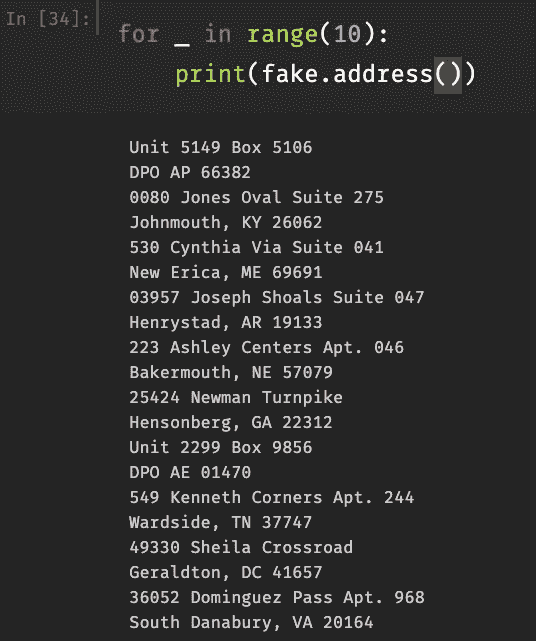 In [34]:
for _ in range(10):
print(fake.address())
Unit 5149 Box 5106
DPO AP 66382
0080 Jones Oval Suite 275
Johnmouth, KY 26062
530 Cynthia Via Suite 041
New Erica, ME 69691
03957 Joseph Shoals Suite 047
Henrystad, AR 19133
223 Ashley Centers Apt. 046
Bakermouth, NE 57079
25424 Newman Turnpike
Hensonberg, GA 22312
Unit 2299 Box 9856
DPO AE 01470
549 Kenneth Corners Apt. 244
Wardside, TN 37747
49330 Sheila Crossroad
Geraldton, DC 41657
36052 Dominguez Pass Apt. 968
South Danabury, VA 20164